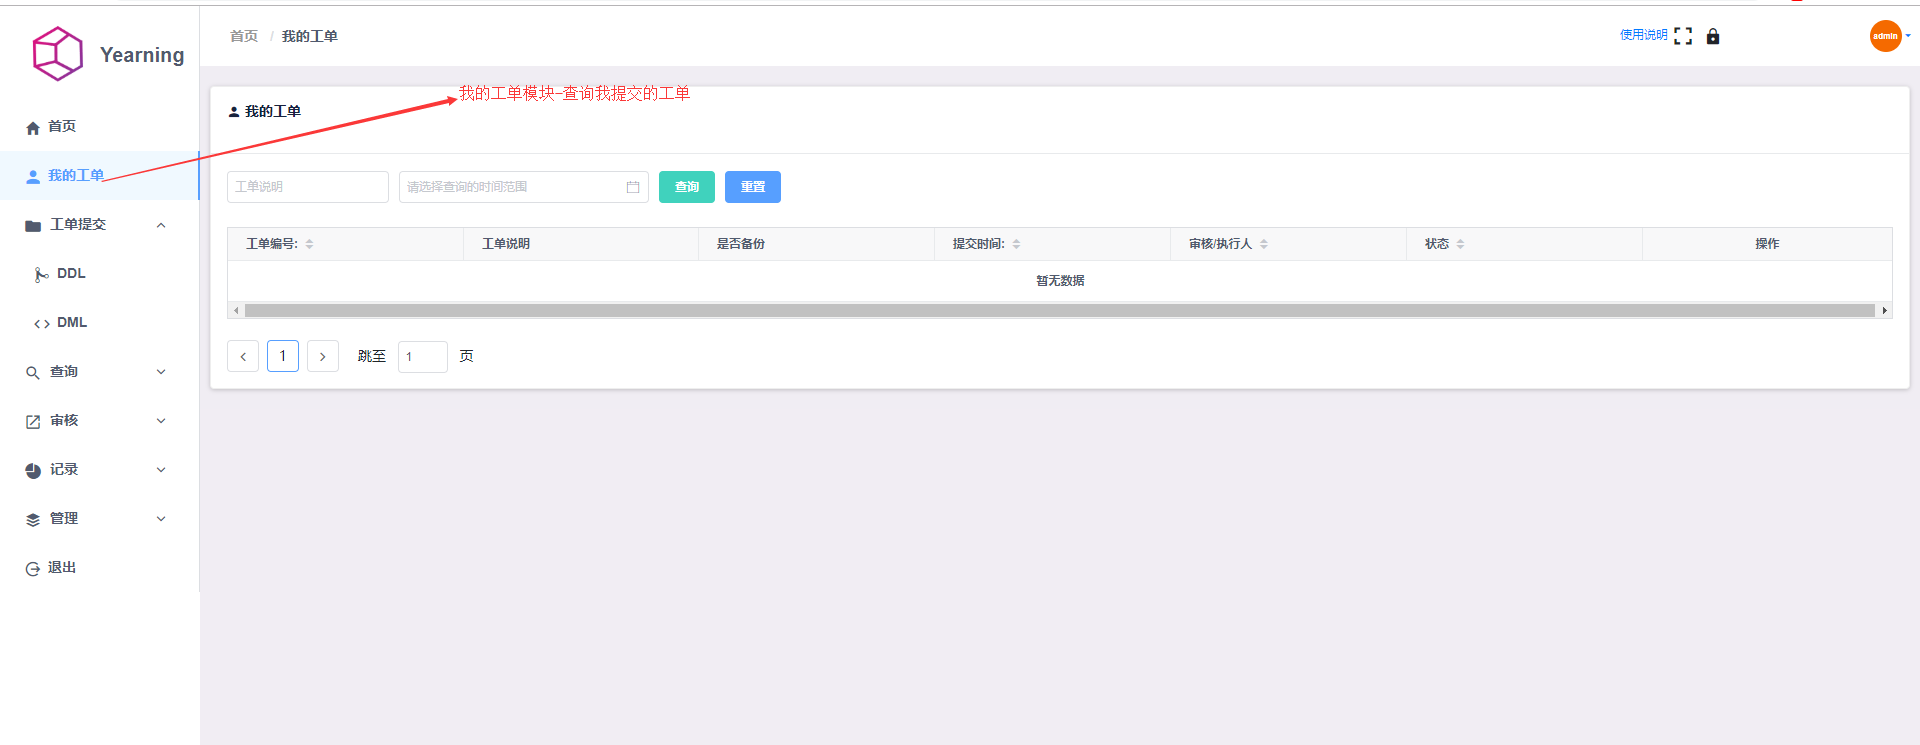 Yearning
首页 / 我的工单
使用说明
admin
我的工单模块-查询我提交的工单
我的工单
首页
我的工单
工单提交
DDL
DML
查询
审核
记录
管理
退出
工单说明
请选择查询的时间范围
查询
重置
工单编号: 工单说明 是否备份 提交时间: 审核/执行人 状态 操作
暂无数据
1 跳至 1 页